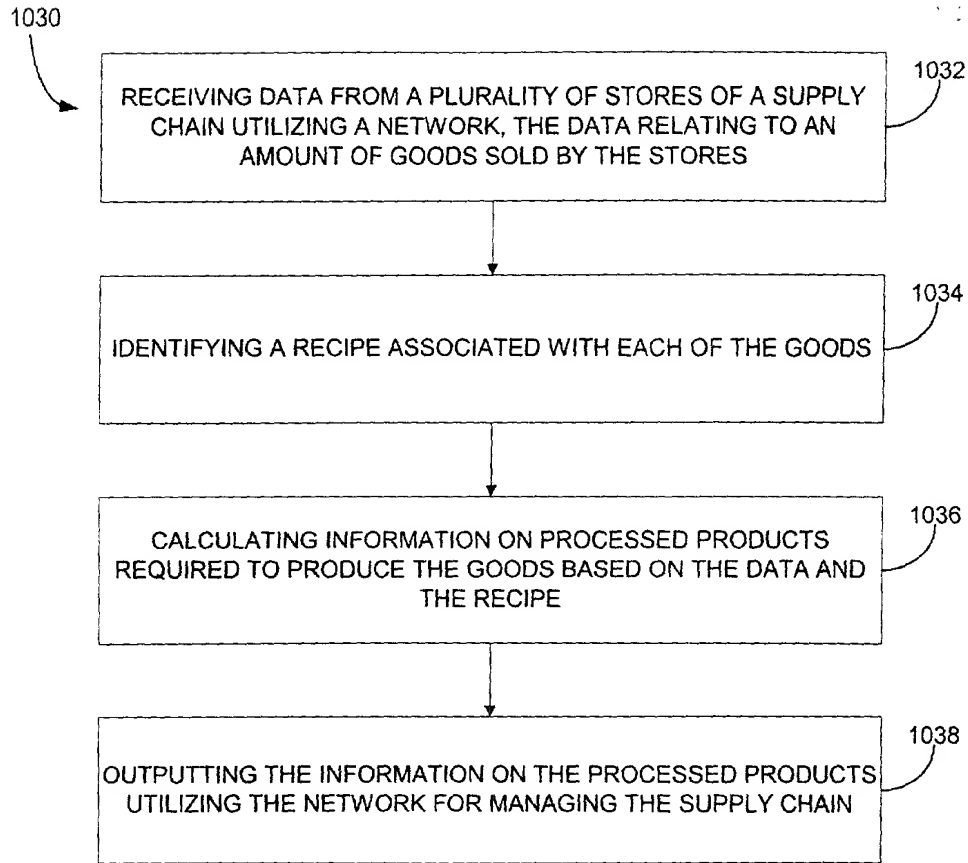 1030
1032
RECEIVING DATA FROM A PLURALITY OF STORES OF A SUPPLY
CHAIN UTILIZING A NETWORK, THE DATA RELATING TO AN
AMOUNT OF GOODS SOLD BY THE STORES
1034
IDENTIFYING A RECIPE ASSOCIATED WITH EACH OF THE GOODS
1036
CALCULATING INFORMATION ON PROCESSED PRODUCTS
REQUIRED TO PRODUCE THE GOODS BASED ON THE DATA AND
THE RECIPE
1038
OUTPUTTING THE INFORMATION ON THE PROCESSED PRODUCTS
UTILIZING THE NETWORK FOR MANAGING THE SUPPLY CHAIN